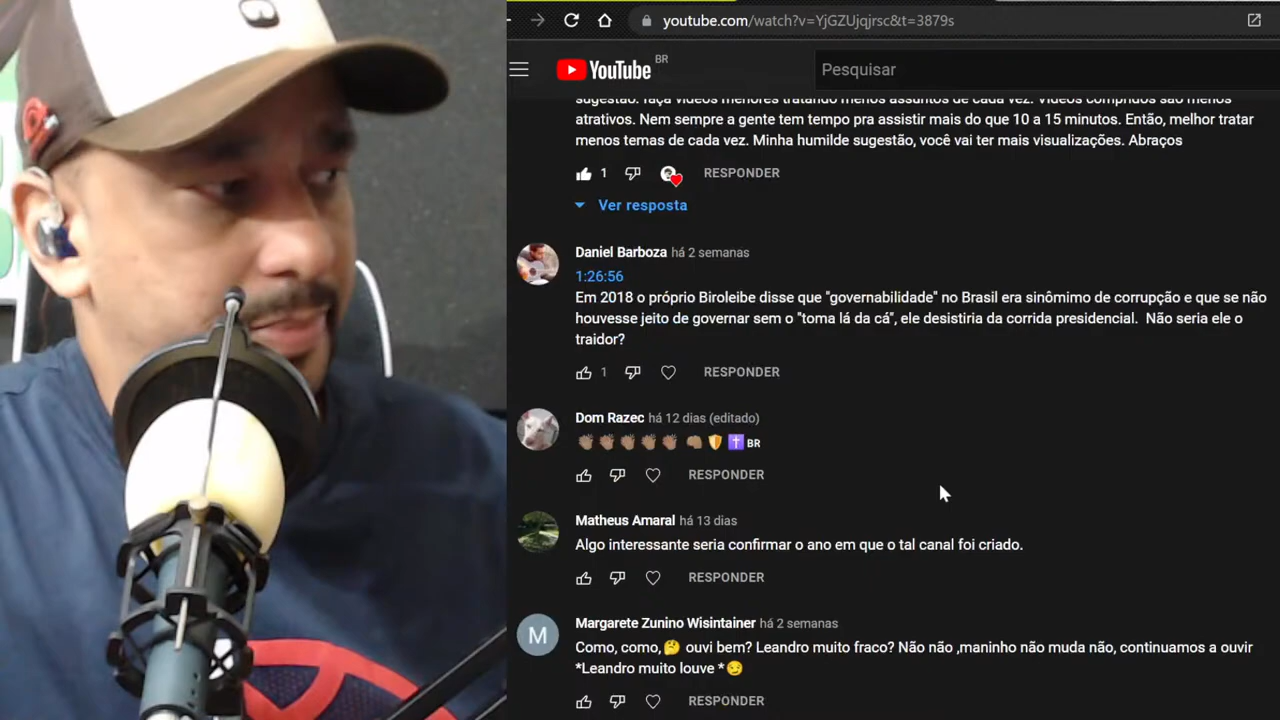 youtube.com/watch?v=YjGZUjqjrsc&t=3879s
YouTube BR
Pesquisar
sugestão: faça vídeos menores tratando menos assuntos de cada vez. Vídeos compridos são menos
atrativos. Nem sempre a gente tem tempo pra assistir mais do que 10 a 15 minutos. Então, melhor tratar
menos temas de cada vez. Minha humilde sugestão, você vai ter mais visualizações. Abraços
1 RESPONDER
Ver resposta
Daniel Barboza há 2 semanas
1:26:56
Em 2018 o próprio Biroleibe disse que "governabilidade" no Brasil era sinômimo de corrupção e que se não
houvesse jeito de governar sem o "toma lá da cá", ele desistiria da corrida presidencial. Não seria ele o
traidor?
1 RESPONDER
Dom Razec há 12 dias (editado)
👏🏽👏🏽👏🏽👏🏽👏🏽 👊🏽🛡️✝️BR
RESPONDER
Matheus Amaral há 13 dias
Algo interessante seria confirmar o ano em que o tal canal foi criado.
RESPONDER
M
Margarete Zunino Wisintainer há 2 semanas
Como, como,🤔 ouvi bem? Leandro muito fraco? Não não ,maninho não muda não, continuamos a ouvir
*Leandro muito louve *😏
RESPONDER